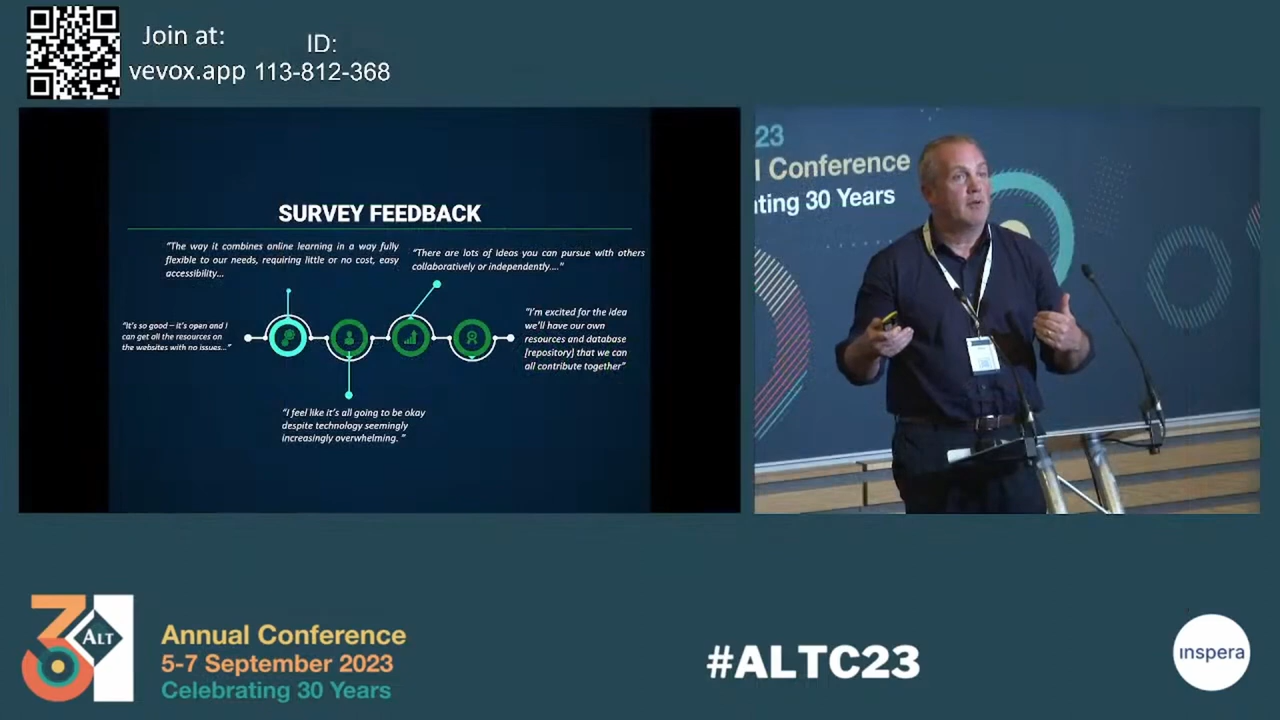 Join at:
vevox.app
ID:
113-812-368
SURVEY FEEDBACK
"The way it combines online learning in a way fully
flexible to our needs, requiring little or no cost, easy
accessibility...
"There are lots of ideas you can pursue with others
collaboratively or independently...."
"It's so good – it's open and I
can get all the resources on
the websites with no issues..."
"I'm excited for the idea
we'll have our own
resources and database
[repository] that we can
all contribute together"
"I feel like it's all going to be okay
despite technology seemingly
increasingly overwhelming. "
23
l Conference
ating 30 Years
30
ALT
Annual Conference
5-7 September 2023
Celebrating 30 Years
#ALTC23
inspera